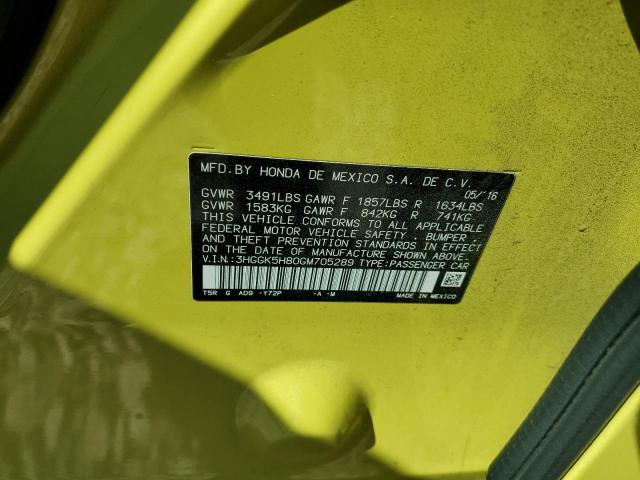 MFD.BY HONDA DE MEXICO S.A. DE C.V.
05/'16
GVWR 3491LBS GAWR F 1857LBS R 1634LBS
GVWR 1583KG GAWR F 842KG R 741KG
THIS VEHICLE CONFORMS TO ALL APPLICABLE
FEDERAL MOTOR VEHICLE SAFETY, BUMPER,
AND THEFT PREVENTION STANDARDS IN EFFECT
ON THE DATE OF MANUFACTURE SHOWN ABOVE.
V.I.N.:3HGGK5H80GM705289 TYPE:PASSENGER CAR
T5R G AD9 -Y72P -A -M MADE IN MEXICO